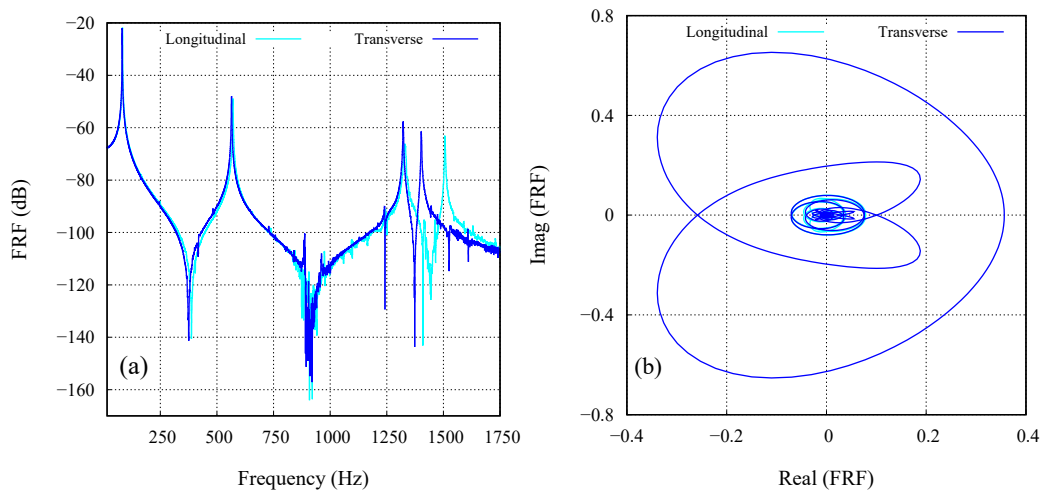 −20
−40
−60
−80
−100
−120
−140
−160
250
500
750
1000
1250
1500
1750
FRF (dB)
Frequency (Hz)
Longitudinal
Transverse
(a)
0.8
0.4
0
−0.4
−0.8
−0.4
−0.2
0
0.2
0.4
Imag (FRF)
Real (FRF)
Longitudinal
Transverse
(b)